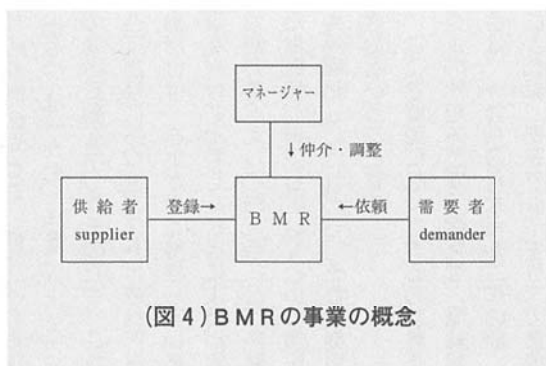 マネージャー
↓仲介・調整
供給者
supplier
登録→
BMR
←依頼
需要者
demander
(図4)BMRの事業の概念